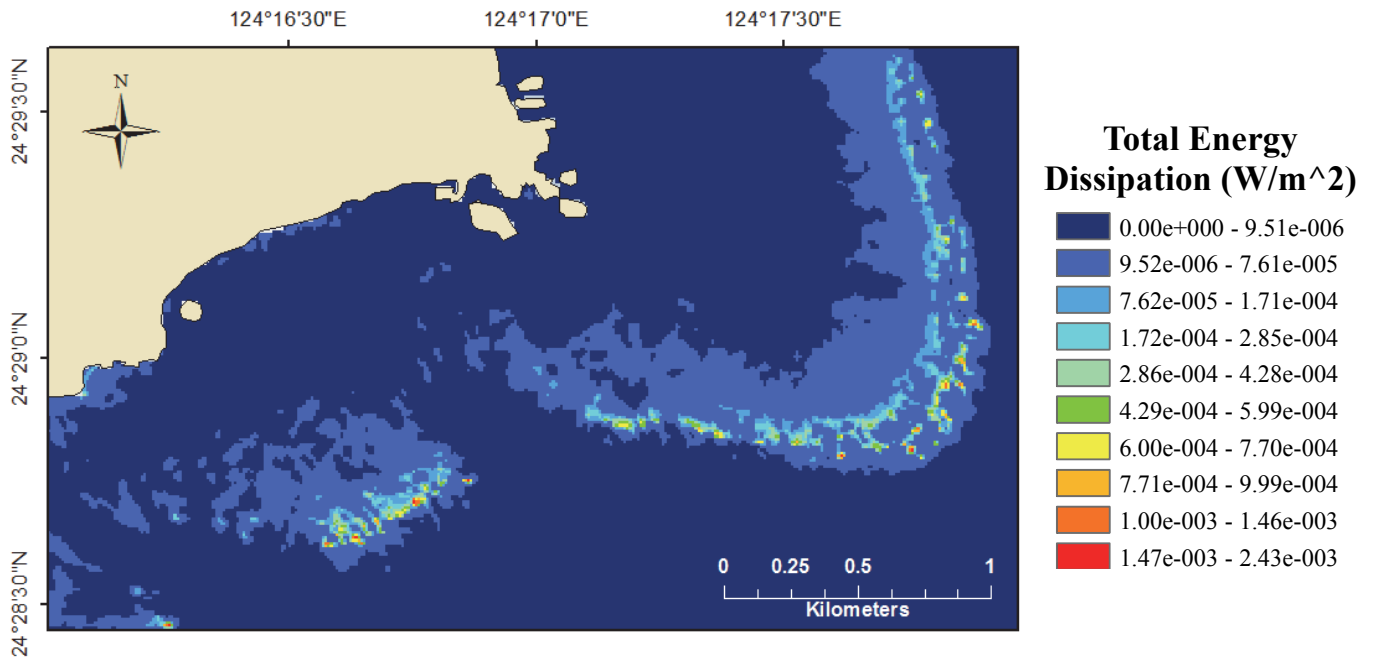 124°16'30"E 124°17'0"E 124°17'30"E
24°29'30"N
24°29'0"N
24°28'30"N
N
0 0.25 0.5 1
Kilometers
Total Energy
Dissipation (W/m^2)
0.00e+000 - 9.51e-006
9.52e-006 - 7.61e-005
7.62e-005 - 1.71e-004
1.72e-004 - 2.85e-004
2.86e-004 - 4.28e-004
4.29e-004 - 5.99e-004
6.00e-004 - 7.70e-004
7.71e-004 - 9.99e-004
1.00e-003 - 1.46e-003
1.47e-003 - 2.43e-003